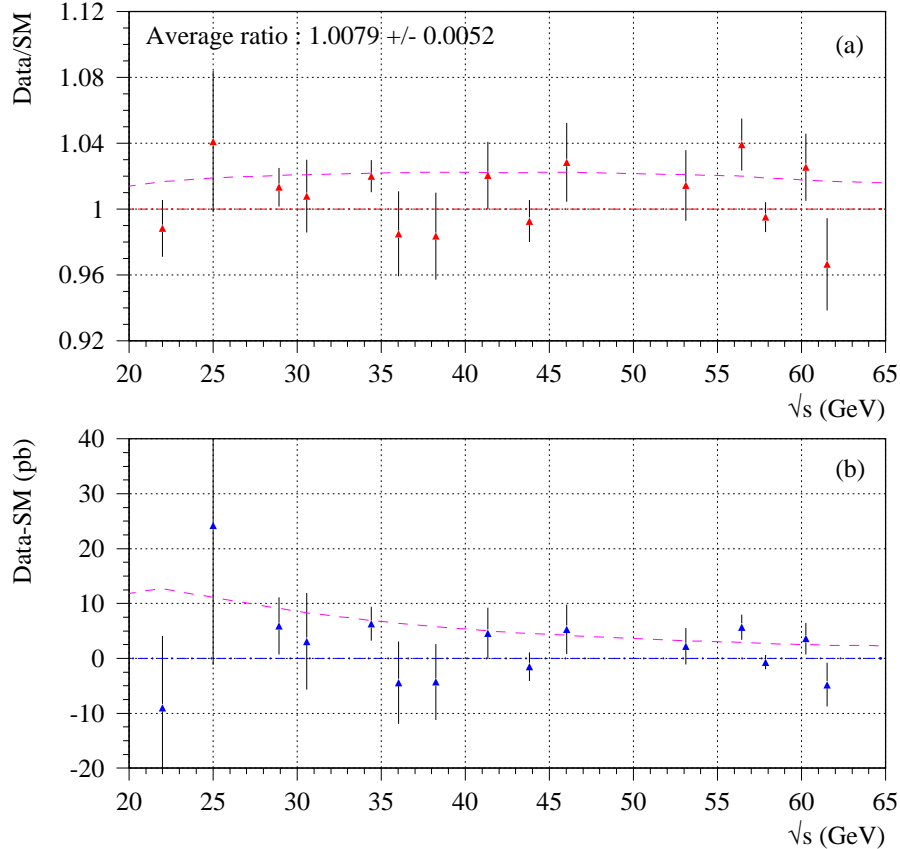 Data/SM
1.12
1.08
1.04
1
0.96
0.92
Average ratio : 1.0079 +/- 0.0052
(a)
20 25 30 35 40 45 50 55 60 65
√s (GeV)
Data-SM (pb)
40
30
20
10
0
-10
-20
(b)
20 25 30 35 40 45 50 55 60 65
√s (GeV)